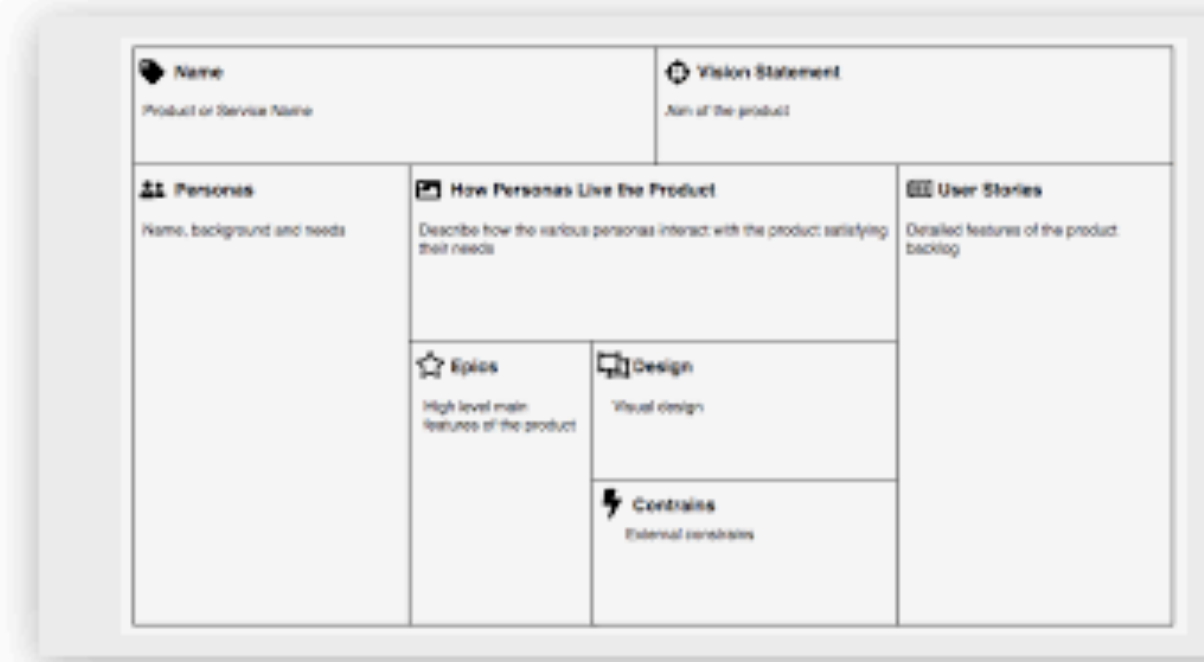 Name
Product or Service Name
Vision Statement
Aim of the product
Personas
Name, background and needs
How Personas Live the Product
Describe how the various personas interact with the product satisfying
their needs
User Stories
Detailed features of the product
backlog
Epics
High level main
features of the product
Design
Visual design
Contrains
External constrains